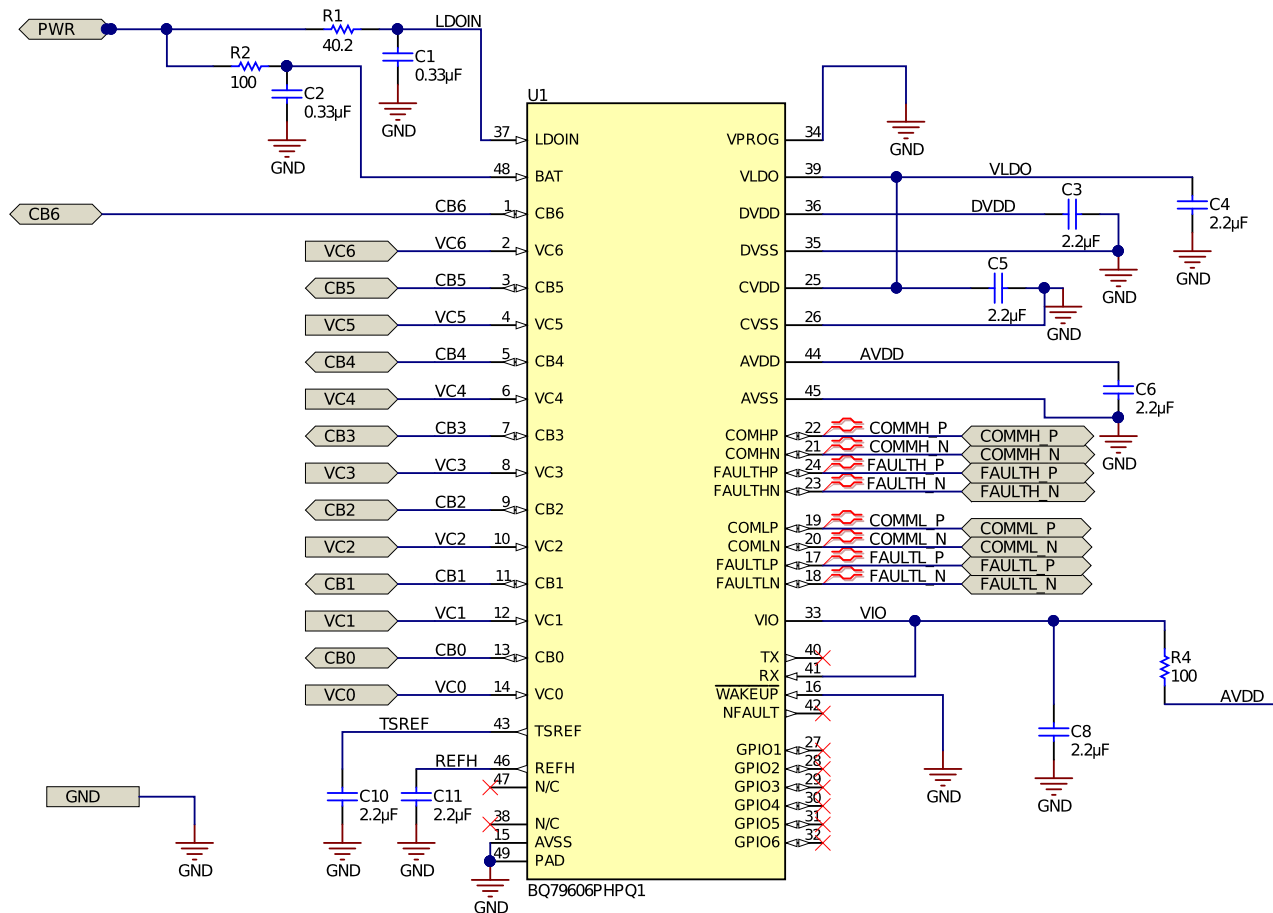 PWR
R1
40.2
LDOIN
C1
0.33µF
GND
R2
100
C2
0.33µF
GND
U1
37 LDOIN
48 BAT
CB6 CB6 1 CB6
VC6 VC6 2 VC6
CB5 CB5 3 CB5
VC5 VC5 4 VC5
CB4 CB4 5 CB4
VC4 VC4 6 VC4
CB3 CB3 7 CB3
VC3 VC3 8 VC3
CB2 CB2 9 CB2
VC2 VC2 10 VC2
CB1 CB1 11 CB1
VC1 VC1 12 VC1
CB0 CB0 13 CB0
VC0 VC0 14 VC0
TSREF 43 TSREF
REFH 46 REFH
47 N/C
38 N/C
15 AVSS
49 PAD
C10
2.2µF
GND
C11
2.2µF
GND
GND
GND
GND
BQ79606PHPQ1
VPROG 34
GND
VLDO 39 VLDO
C4
2.2µF
GND
DVDD 36 DVDD
C3
2.2µF
DVSS 35
GND
CVDD 25
C5
2.2µF
GND
CVSS 26
AVDD 44 AVDD
C6
2.2µF
AVSS 45
GND
COMHP 22 COMMH_P COMMH_P
COMHN 21 COMMH_N COMMH_N
FAULTHP 24 FAULTH_P FAULTH_P
FAULTHN 23 FAULTH_N FAULTH_N
COMLP 19 COMML_P COMML_P
COMLN 20 COMML_N COMML_N
FAULTLP 17 FAULTL_P FAULTL_P
FAULTLN 18 FAULTL_N FAULTL_N
VIO 33 VIO
TX 40
RX 41
WAKEUP 16
NFAULT 42
R4
100
AVDD
C8
2.2µF
GND
GND
GPIO1 27
GPIO2 28
GPIO3 29
GPIO4 30
GPIO5 31
GPIO6 32